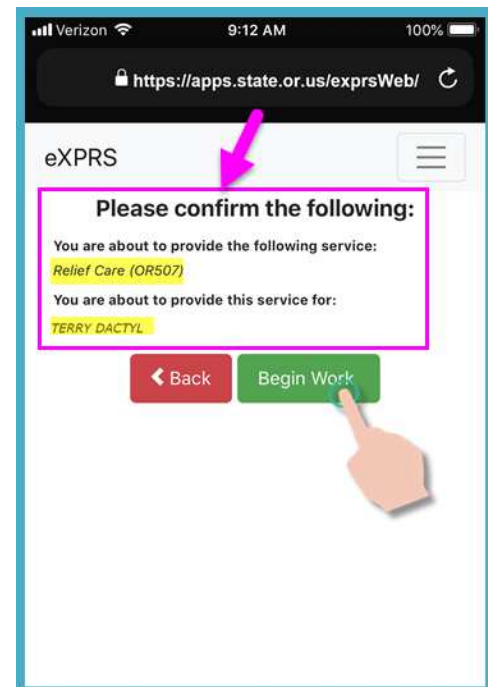 Verizon 9:12 AM 100%
https://apps.state.or.us/exprsWeb/
eXPRS
Please confirm the following:
You are about to provide the following service:
Relief Care (OR507)
You are about to provide this service for:
TERRY DACTYL
Back Begin Work